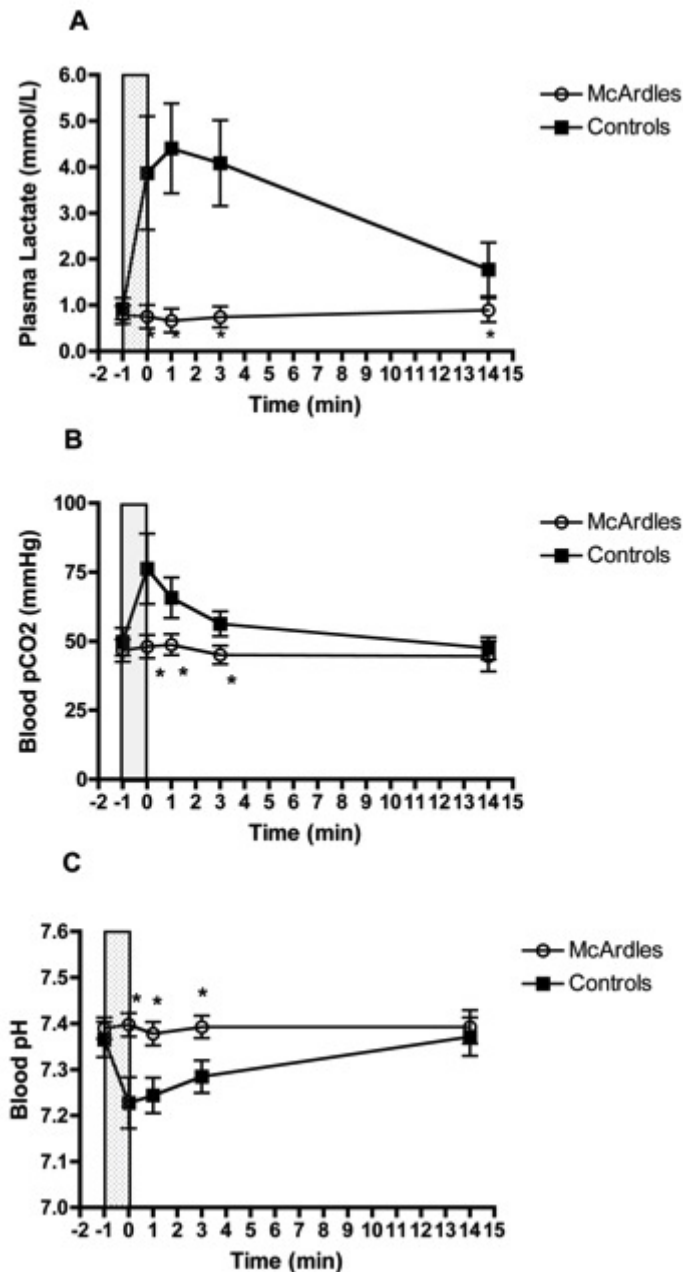 A
Plasma Lactate (mmol/L)
6.0
5.0
4.0
3.0
2.0
1.0
0.0
* * * *
-2 -1 0 1 2 3 4 5 6 7 8 9 10 11 12 13 14 15
Time (min)
McArdles
Controls
B
Blood pCO2 (mmHg)
100
75
50
25
0
* * *
-2 -1 0 1 2 3 4 5 6 7 8 9 10 11 12 13 14 15
Time (min)
McArdles
Controls
C
Blood pH
7.6
7.5
7.4
7.3
7.2
7.1
7.0
* * *
-2 -1 0 1 2 3 4 5 6 7 8 9 10 11 12 13 14 15
Time (min)
McArdles
Controls